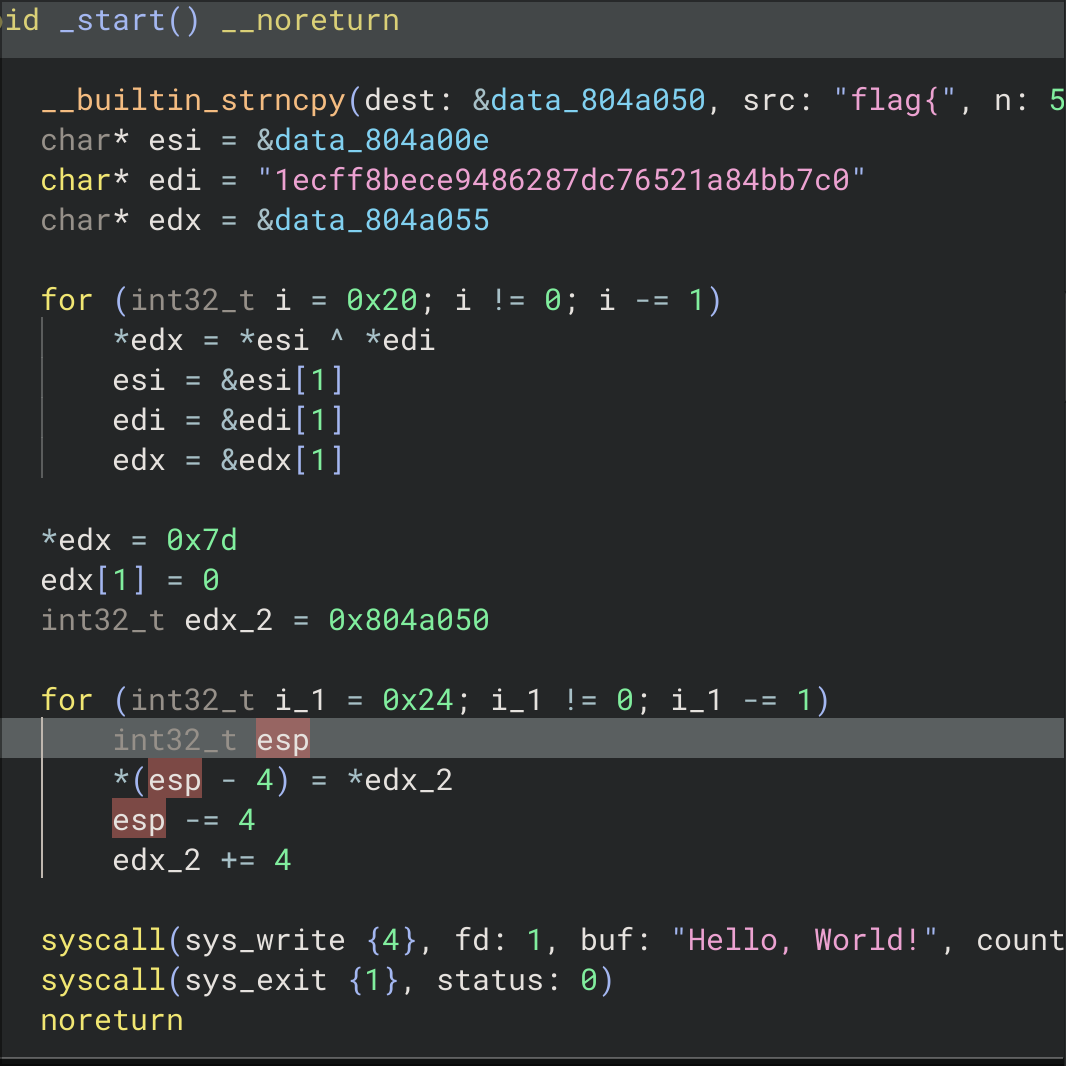 oid _start() __noreturn
__builtin_strncpy(dest: &data_804a050, src: "flag{", n: 5
char* esi = &data_804a00e
char* edi = "1ecff8bece9486287dc76521a84bb7c0"
char* edx = &data_804a055
for (int32_t i = 0x20; i != 0; i -= 1)
*edx = *esi ^ *edi
esi = &esi[1]
edi = &edi[1]
edx = &edx[1]
*edx = 0x7d
edx[1] = 0
int32_t edx_2 = 0x804a050
for (int32_t i_1 = 0x24; i_1 != 0; i_1 -= 1)
int32_t esp
*(esp - 4) = *edx_2
esp -= 4
edx_2 += 4
syscall(sys_write {4}, fd: 1, buf: "Hello, World!", count
syscall(sys_exit {1}, status: 0)
noreturn